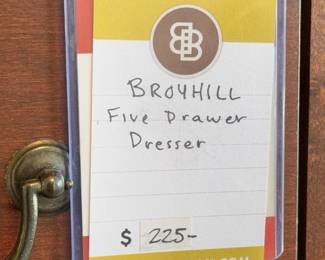 BROYHILL
Five Drawer
Dresser
$ 225-